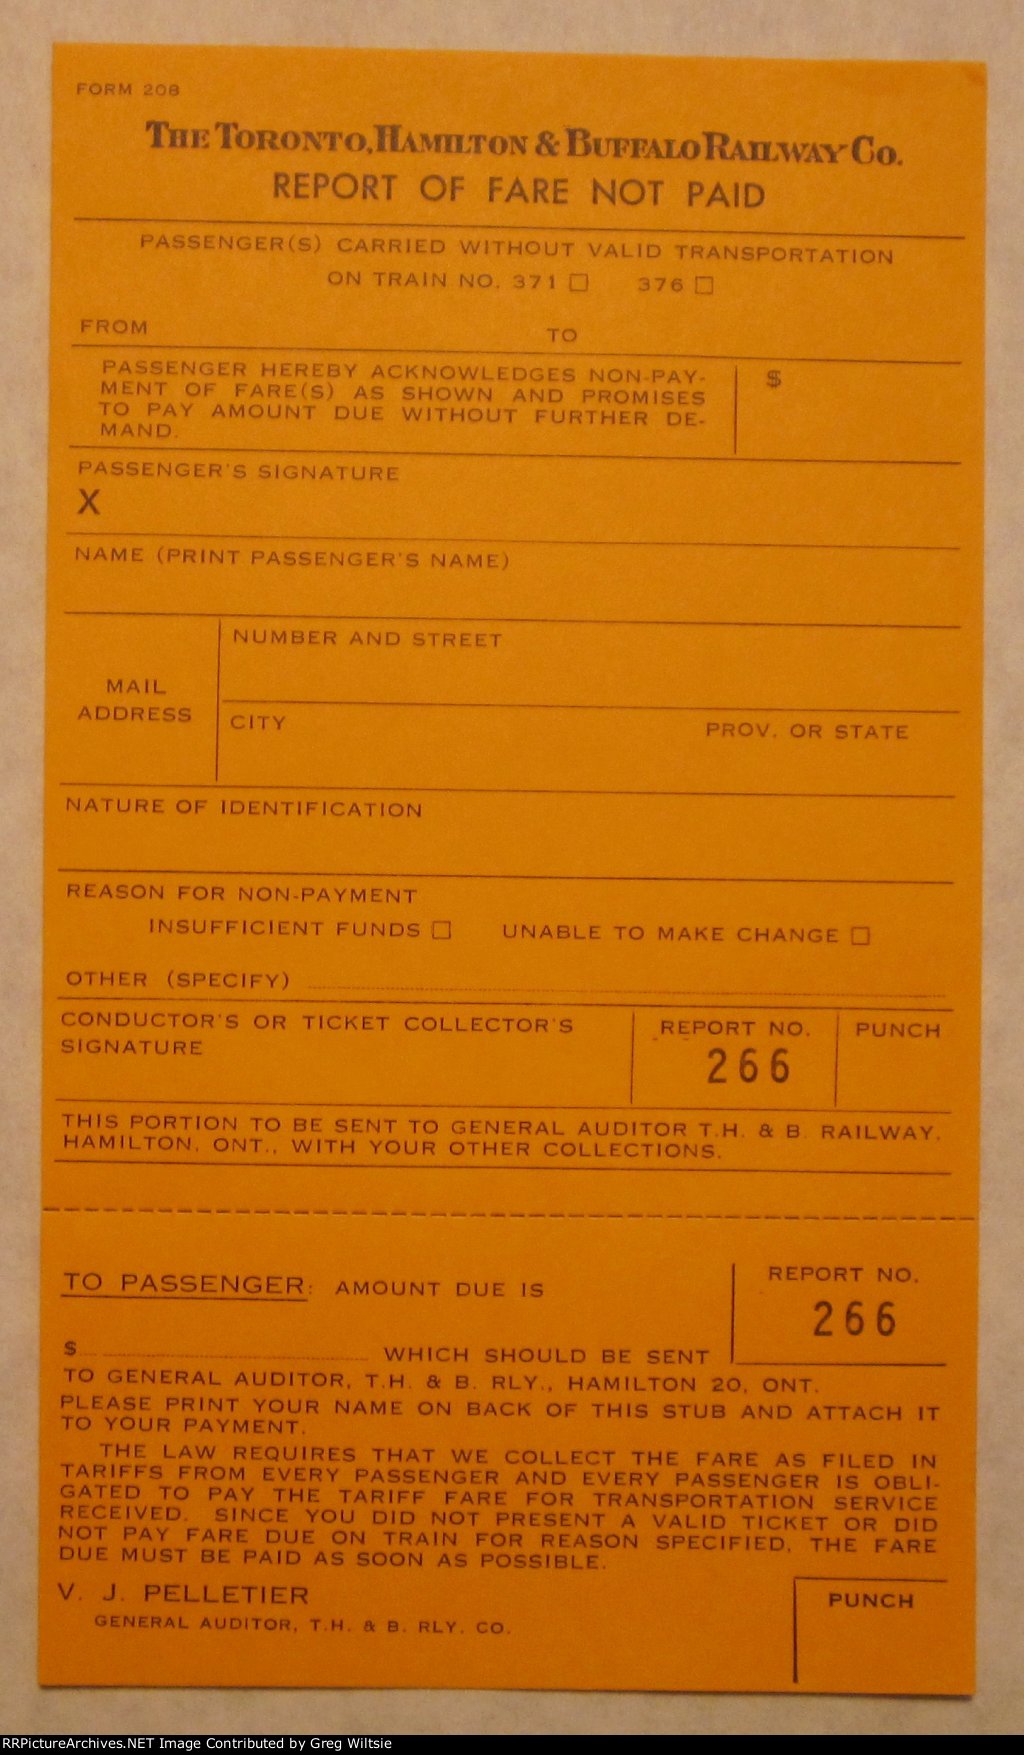 FORM 208
THE TORONTO, HAMILTON & BUFFALO RAILWAY CO.
REPORT OF FARE NOT PAID
PASSENGER(S) CARRIED WITHOUT VALID TRANSPORTATION
ON TRAIN NO. 371 □ 376 □
FROM TO
PASSENGER HEREBY ACKNOWLEDGES NON-PAY-
MENT OF FARE(S) AS SHOWN AND PROMISES
TO PAY AMOUNT DUE WITHOUT FURTHER DE-
MAND.
$
PASSENGER'S SIGNATURE
X
NAME (PRINT PASSENGER'S NAME)
MAIL
ADDRESS
NUMBER AND STREET
CITY PROV. OR STATE
NATURE OF IDENTIFICATION
REASON FOR NON-PAYMENT
INSUFFICIENT FUNDS □ UNABLE TO MAKE CHANGE □
OTHER (SPECIFY)
CONDUCTOR'S OR TICKET COLLECTOR'S
SIGNATURE
REPORT NO.
266
PUNCH
THIS PORTION TO BE SENT TO GENERAL AUDITOR T.H. & B. RAILWAY,
HAMILTON, ONT., WITH YOUR OTHER COLLECTIONS.
TO PASSENGER: AMOUNT DUE IS
REPORT NO.
266
$ WHICH SHOULD BE SENT
TO GENERAL AUDITOR, T.H. & B. RLY., HAMILTON 20, ONT.
PLEASE PRINT YOUR NAME ON BACK OF THIS STUB AND ATTACH IT
TO YOUR PAYMENT.
THE LAW REQUIRES THAT WE COLLECT THE FARE AS FILED IN
TARIFFS FROM EVERY PASSENGER AND EVERY PASSENGER IS OBLI-
GATED TO PAY THE TARIFF FARE FOR TRANSPORTATION SERVICE
RECEIVED. SINCE YOU DID NOT PRESENT A VALID TICKET OR DID
NOT PAY FARE DUE ON TRAIN FOR REASON SPECIFIED, THE FARE
DUE MUST BE PAID AS SOON AS POSSIBLE.
V. J. PELLETIER
GENERAL AUDITOR, T.H. & B. RLY. CO.
PUNCH
RRPictureArchives.NET Image Contributed by Greg Wiltsie